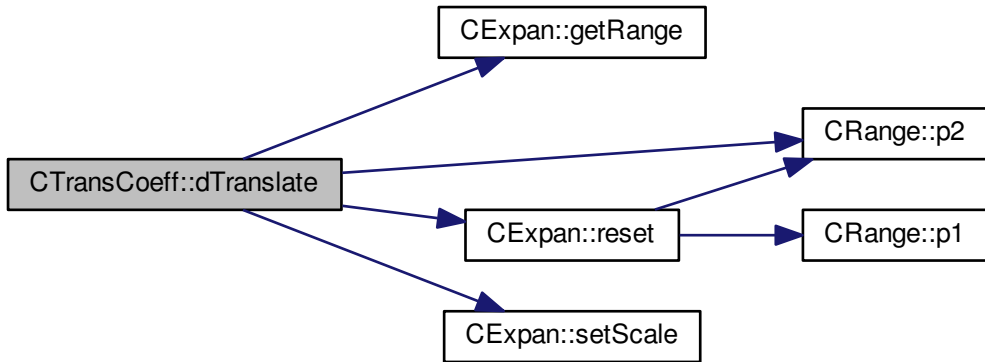 CExpan::getRange
CRange::p2
CTransCoeff::dTranslate
CExpan::reset
CRange::p1
CExpan::setScale